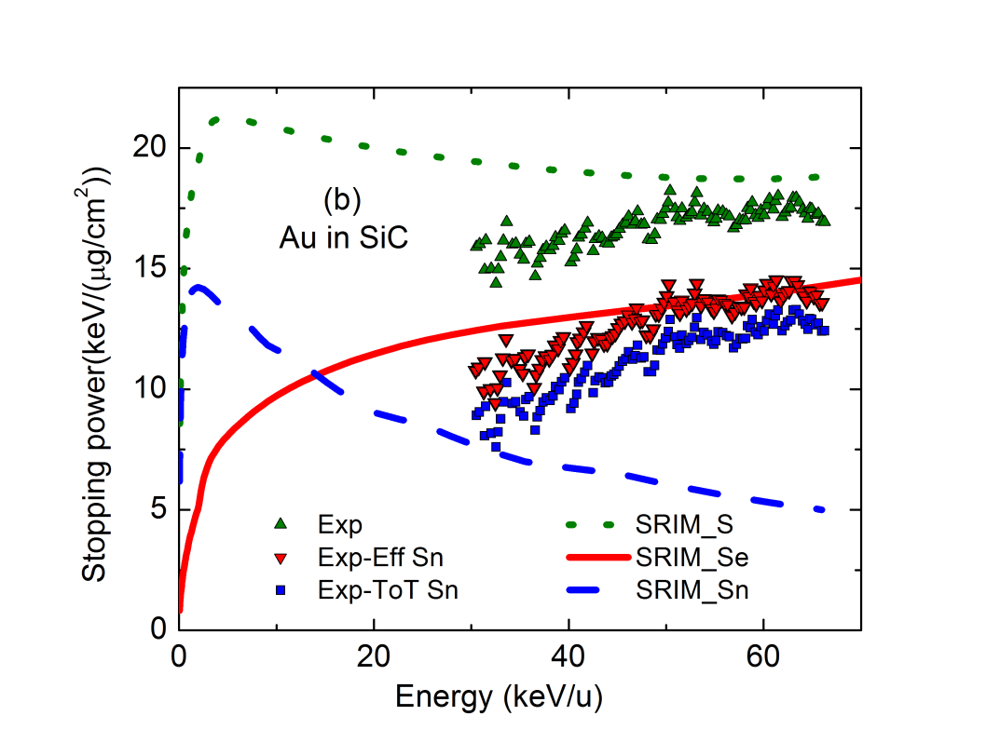 20
15
10
5
0
Stopping power(keV/(μg/cm²))
(b)
Au in SiC
Exp
Exp-Eff Sn
Exp-ToT Sn
SRIM_S
SRIM_Se
SRIM_Sn
0 20 40 60
Energy (keV/u)